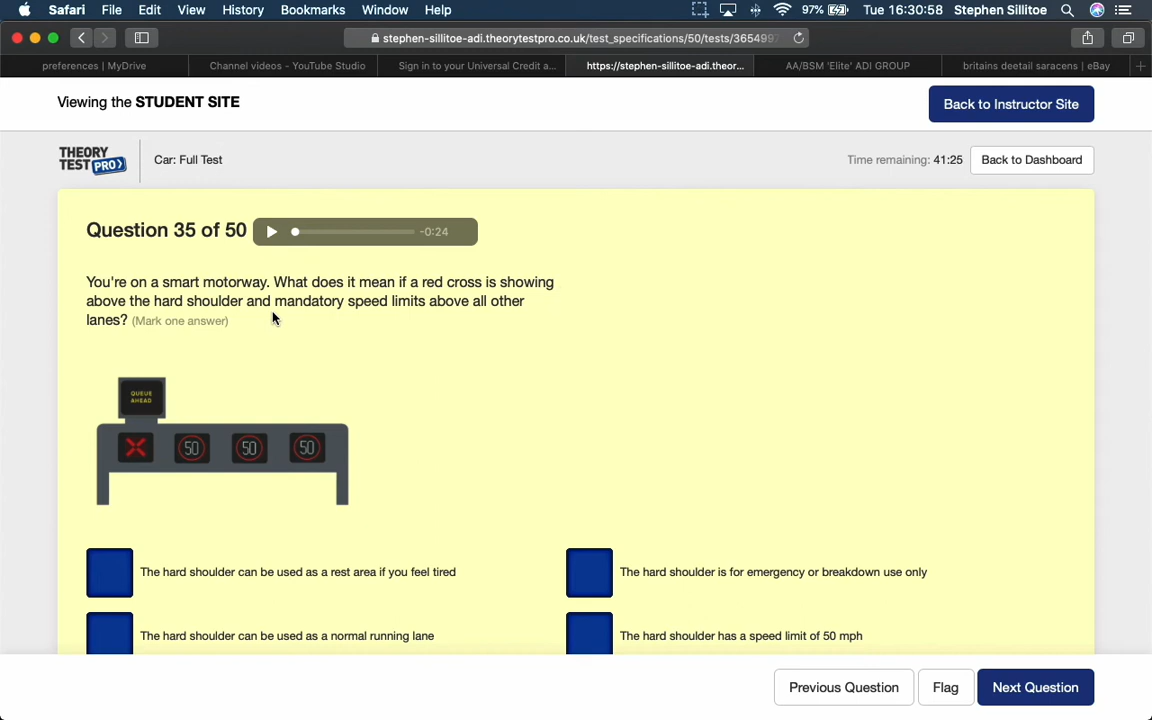 Safari File Edit View History Bookmarks Window Help 97% Tue 16:30:58 Stephen Sillitoe
stephen-sillitoe-adi.theorytestpro.co.uk/test_specifications/50/tests/3654997
preferences | MyDrive Channel videos - YouTube Studio Sign in to your Universal Credit a... https://stephen-sillitoe-adi.theor... AA/BSM 'Elite' ADI GROUP britains deetail saracens | eBay
Viewing the STUDENT SITE Back to Instructor Site
THEORY
TEST PRO Car: Full Test Time remaining: 41:25 Back to Dashboard
Question 35 of 50 -0:24
You're on a smart motorway. What does it mean if a red cross is showing
above the hard shoulder and mandatory speed limits above all other
lanes? (Mark one answer)
QUEUE
AHEAD
50 50 50
The hard shoulder can be used as a rest area if you feel tired The hard shoulder is for emergency or breakdown use only
The hard shoulder can be used as a normal running lane The hard shoulder has a speed limit of 50 mph
Previous Question Flag Next Question